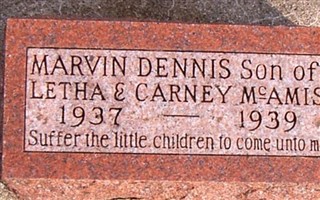 MARVIN DENNIS Son of
LETHA & CARNEY McAMIS
1937 — 1939
Suffer the little children to come unto m